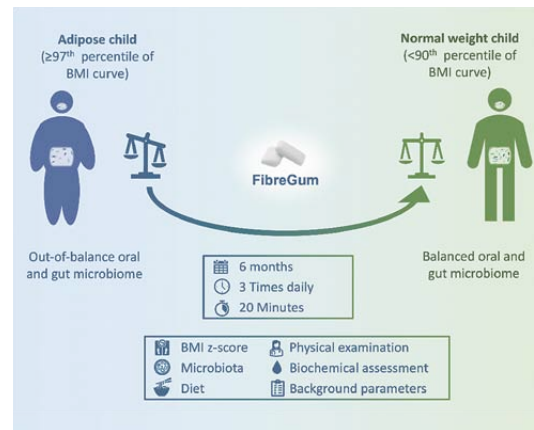 Adipose child
(≥97th percentile of
BMI curve)
Normal weight child
(<90th percentile of
BMI curve)
FibreGum
Out-of-balance oral
and gut microbiome
Balanced oral and
gut microbiome
6 months
3 Times daily
20 Minutes
BMI z-score
Physical examination
Microbiota
Biochemical assessment
Diet
Background parameters